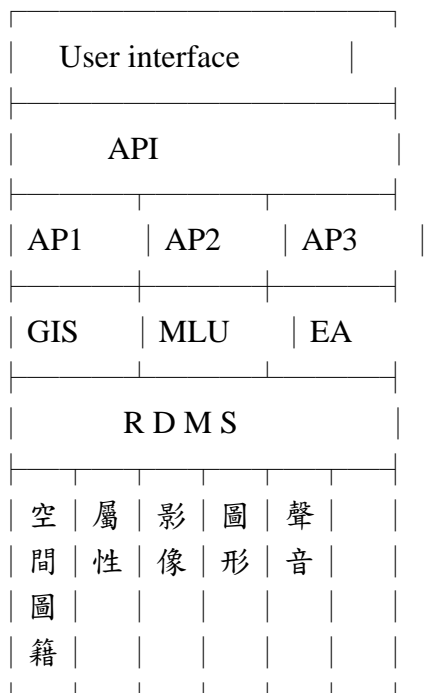 User interface
API
AP1 AP2 AP3
GIS MLU EA
R D M S
空 屬 影 圖 聲
間 性 像 形 音
圖
籍